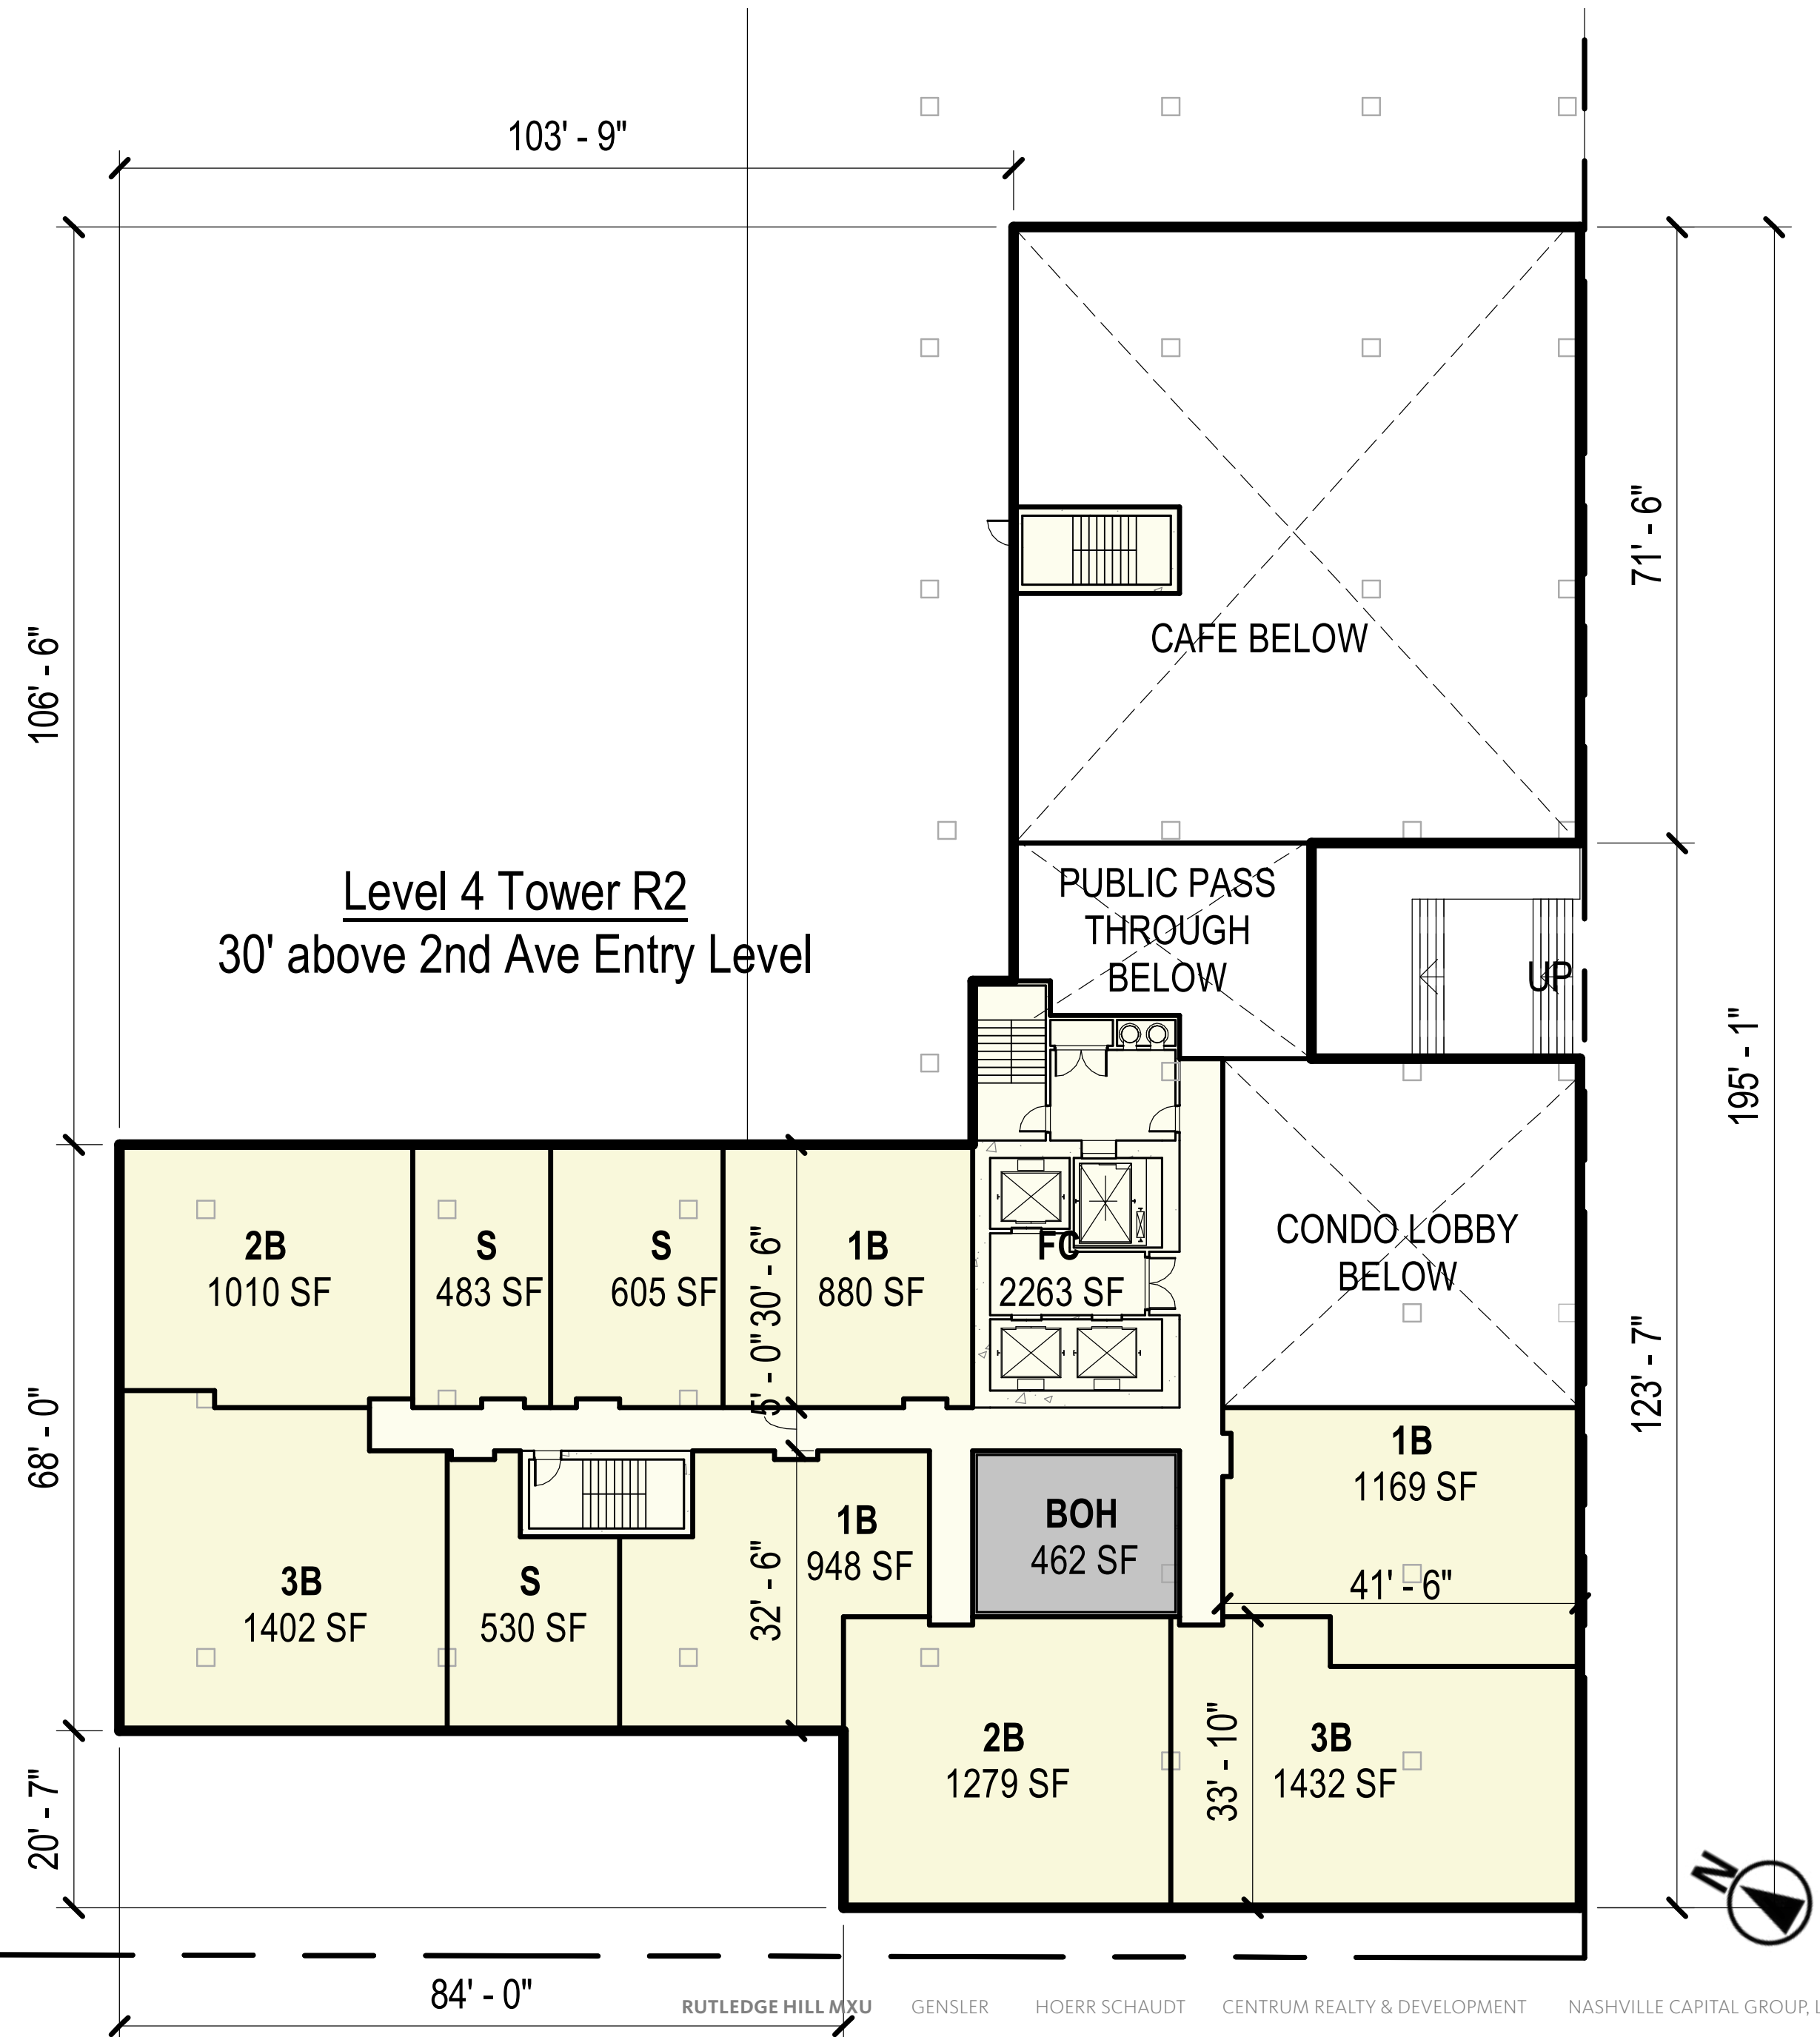 103' - 9"
71' - 6"
CAFE BELOW
106' - 6"
Level 4 Tower R2
30' above 2nd Ave Entry Level
PUBLIC PASS
THROUGH
BELOW
UP
195' - 1"
2B
1010 SF
S
483 SF
S
605 SF
30' - 6"
5' - 0"
1B
880 SF
FC
2263 SF
CONDO LOBBY
BELOW
123' - 7"
68' - 0"
3B
1402 SF
S
530 SF
32' - 6"
1B
948 SF
BOH
462 SF
1B
1169 SF
41' - 6"
20' - 7"
2B
1279 SF
33' - 10"
3B
1432 SF
N
84' - 0"
RUTLEDGE HILL MXU GENSLER HOERR SCHAUDT CENTRUM REALTY & DEVELOPMENT NASHVILLE CAPITAL GROUP, L